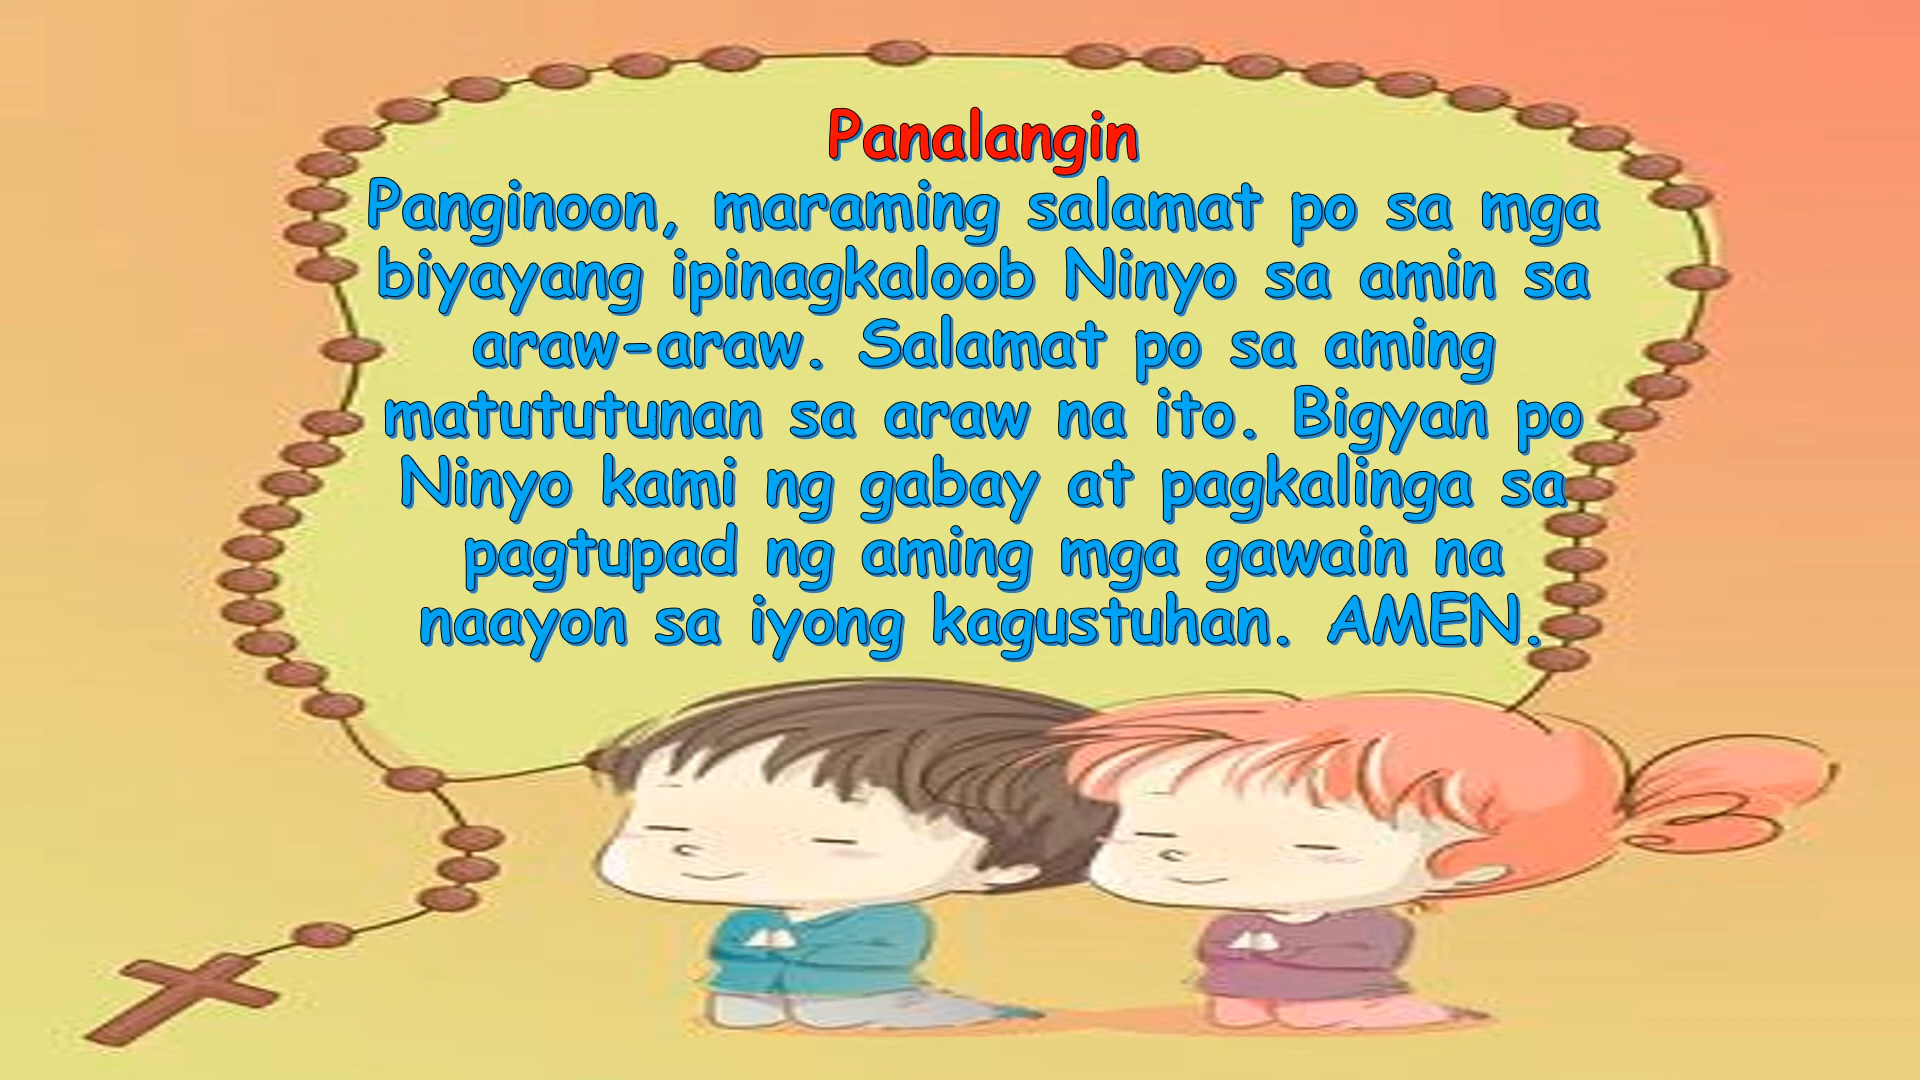 Panalangin
Panginoon, maraming salamat po sa mga
biyayang ipinagkaloob Ninyo sa amin sa
araw-araw. Salamat po sa aming
matututunan sa araw na ito. Bigyan po
Ninyo kami ng gabay at pagkalinga sa
pagtupad ng aming mga gawain na
naayon sa iyong kagustuhan. AMEN.